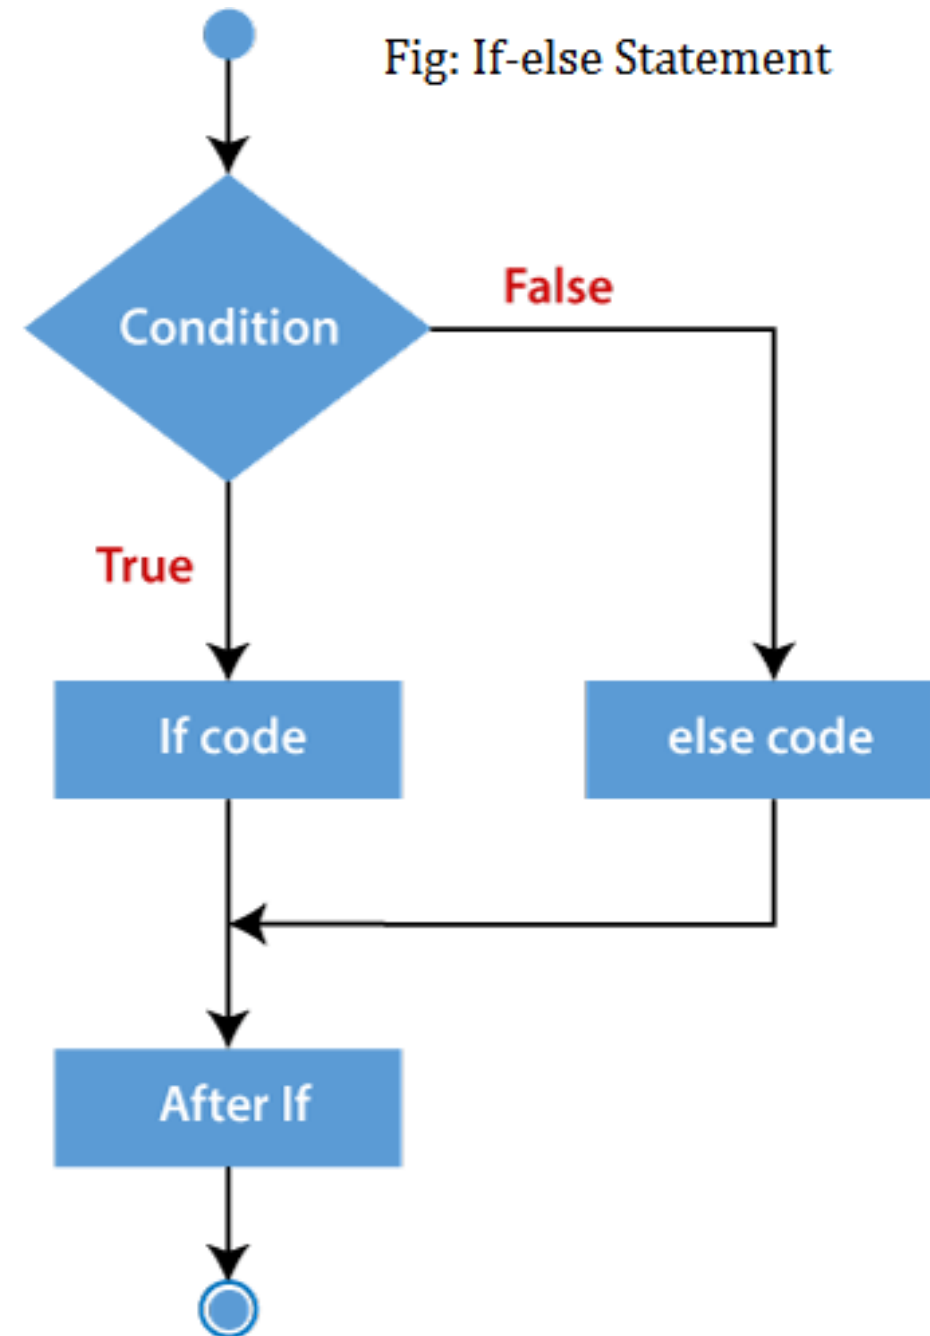 Fig: If-else Statement
Condition
False
True
If code
else code
After If